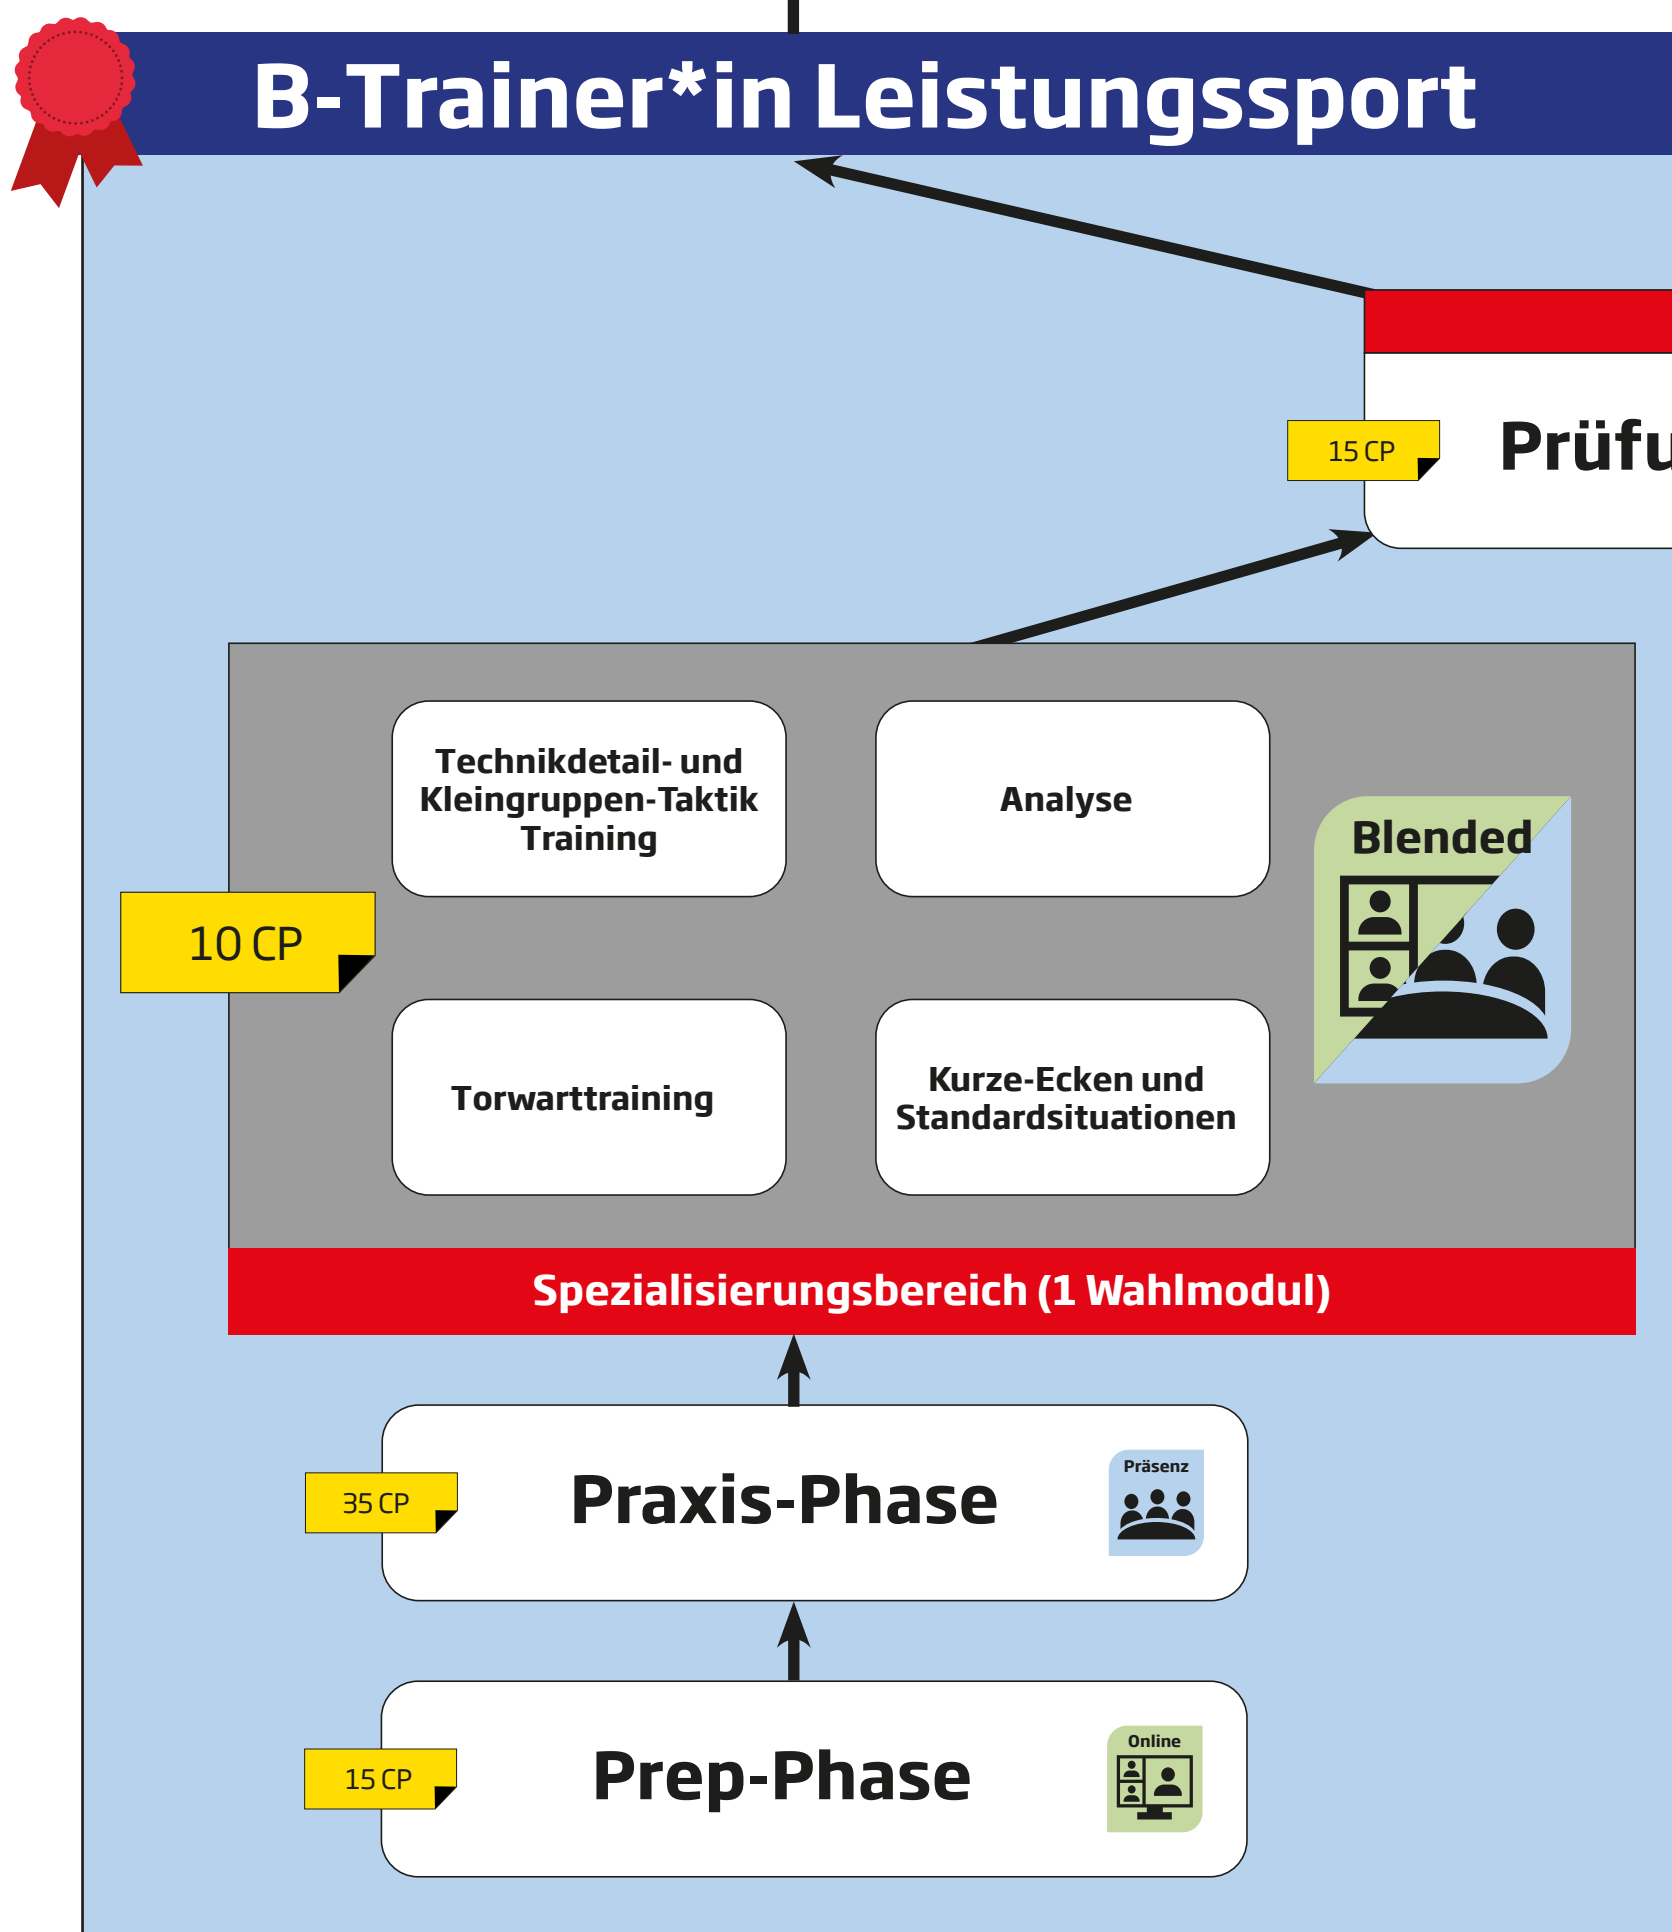 B-Trainer*in Leistungssport
15 CP
Technikdetail- und
Kleingruppen-Taktik
Training
Analyse
Blended
10 CP
Torwarttraining
Kurze-Ecken und
Standardsituationen
Spezialisierungsbereich (1 Wahlmodul)
35 CP
Praxis-Phase
Präsenz
15 CP
Prep-Phase
Online